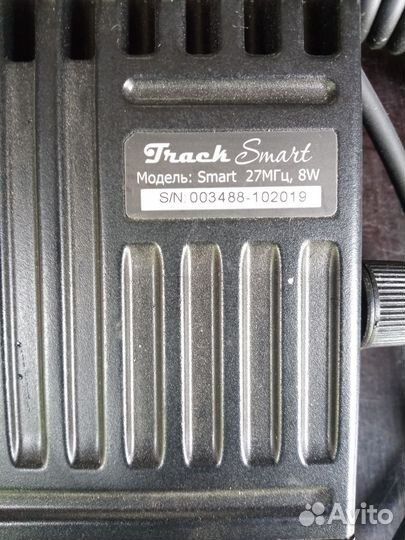 Track Smart
Модель: Smart 27МГц, 8W
S/N: 003488-102019
Avito